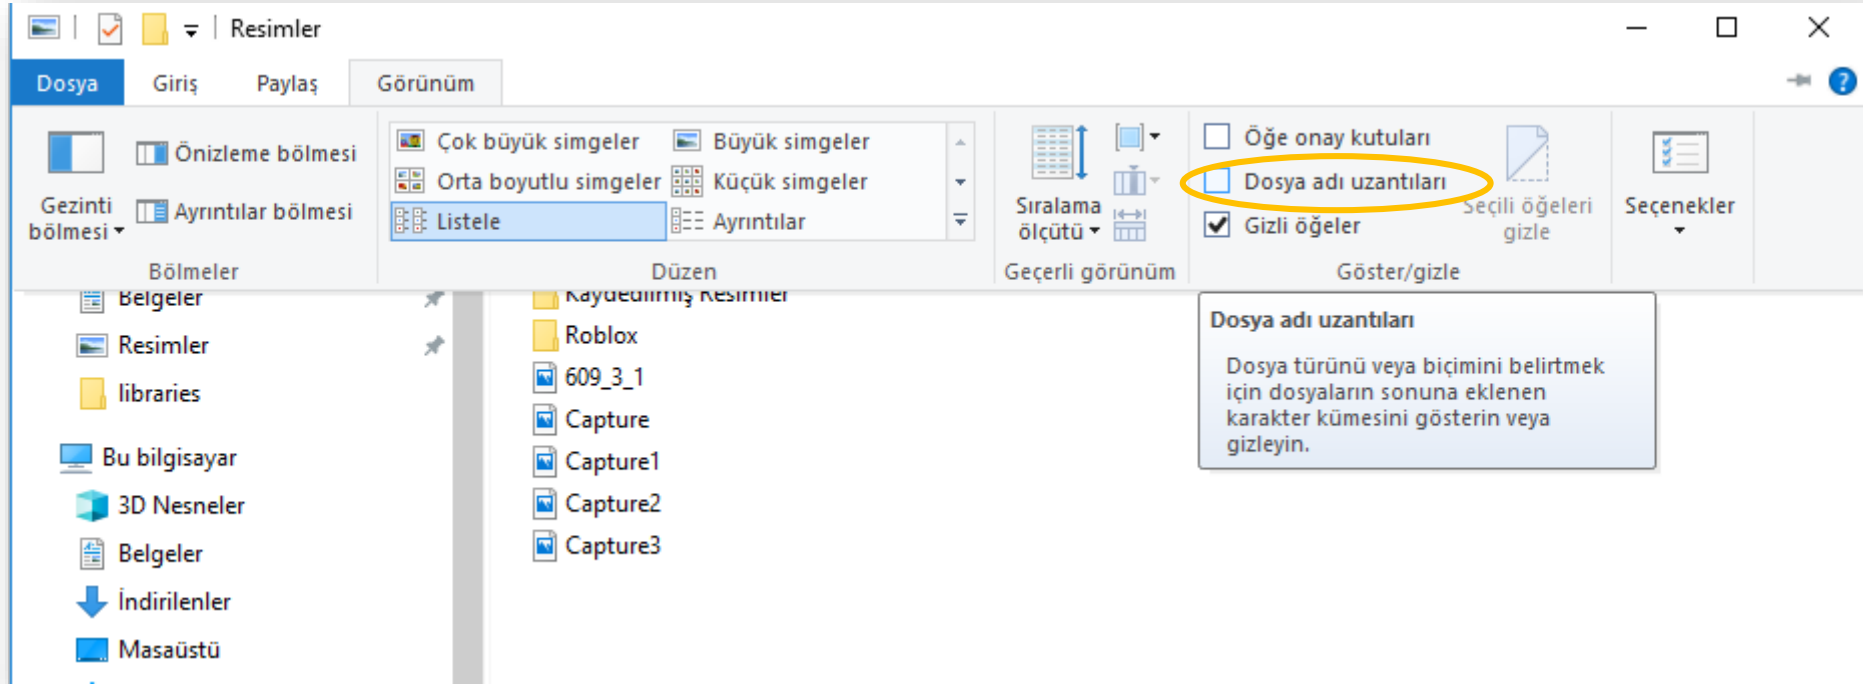 Resimler
Dosya Giriş Paylaş Görünüm
Gezinti bölmesi
Önizleme bölmesi
Ayrıntılar bölmesi
Bölmeler
Çok büyük simgeler Büyük simgeler
Orta boyutlu simgeler Küçük simgeler
Listele Ayrıntılar
Düzen
Sıralama
ölçütü
Geçerli görünüm
Öğe onay kutuları
Dosya adı uzantıları
Gizli öğeler
Seçili öğeleri
gizle
Göster/gizle
Seçenekler
Belgeler
Resimler
libraries
Bu bilgisayar
3D Nesneler
Belgeler
İndirilenler
Masaüstü
Kaydedilmiş Resimler
Roblox
609_3_1
Capture
Capture1
Capture2
Capture3
Dosya adı uzantıları
Dosya türünü veya biçimini belirtmek
için dosyaların sonuna eklenen
karakter kümesini gösterin veya
gizleyin.